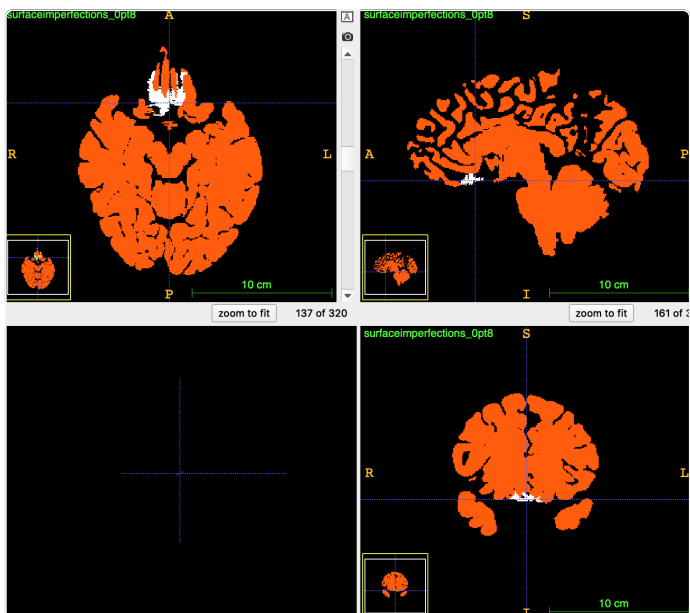 surfaceimperfections_0pt8
A
A
R
L
P
10 cm
zoom to fit
137 of 320
surfaceimperfections_0pt8
S
A
P
I
10 cm
zoom to fit
161 of
surfaceimperfections_0pt8
S
R
L
I
10 cm